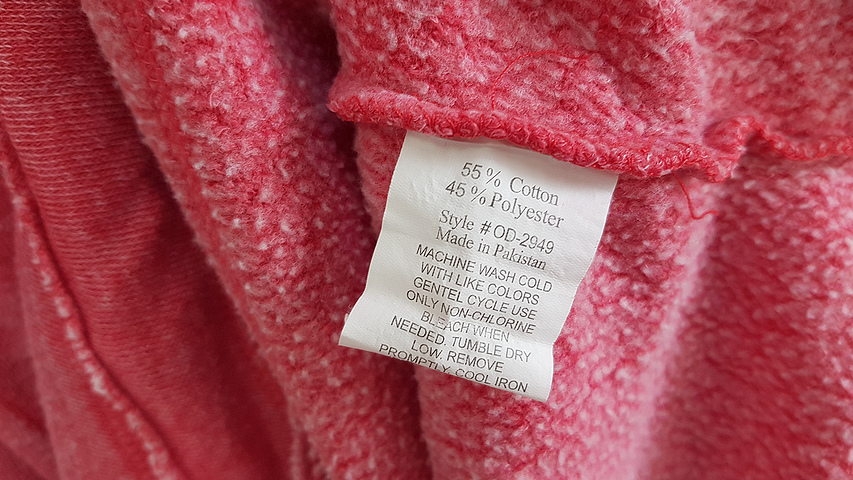 55% Cotton
45% Polyester
Style # OD-2949
Made in Pakistan
MACHINE WASH COLD
WITH LIKE COLORS
GENTEL CYCLE USE
ONLY NON-CHLORINE
BLEACH WHEN
NEEDED. TUMBLE DRY
LOW. REMOVE
PROMPTLY. COOL IRON